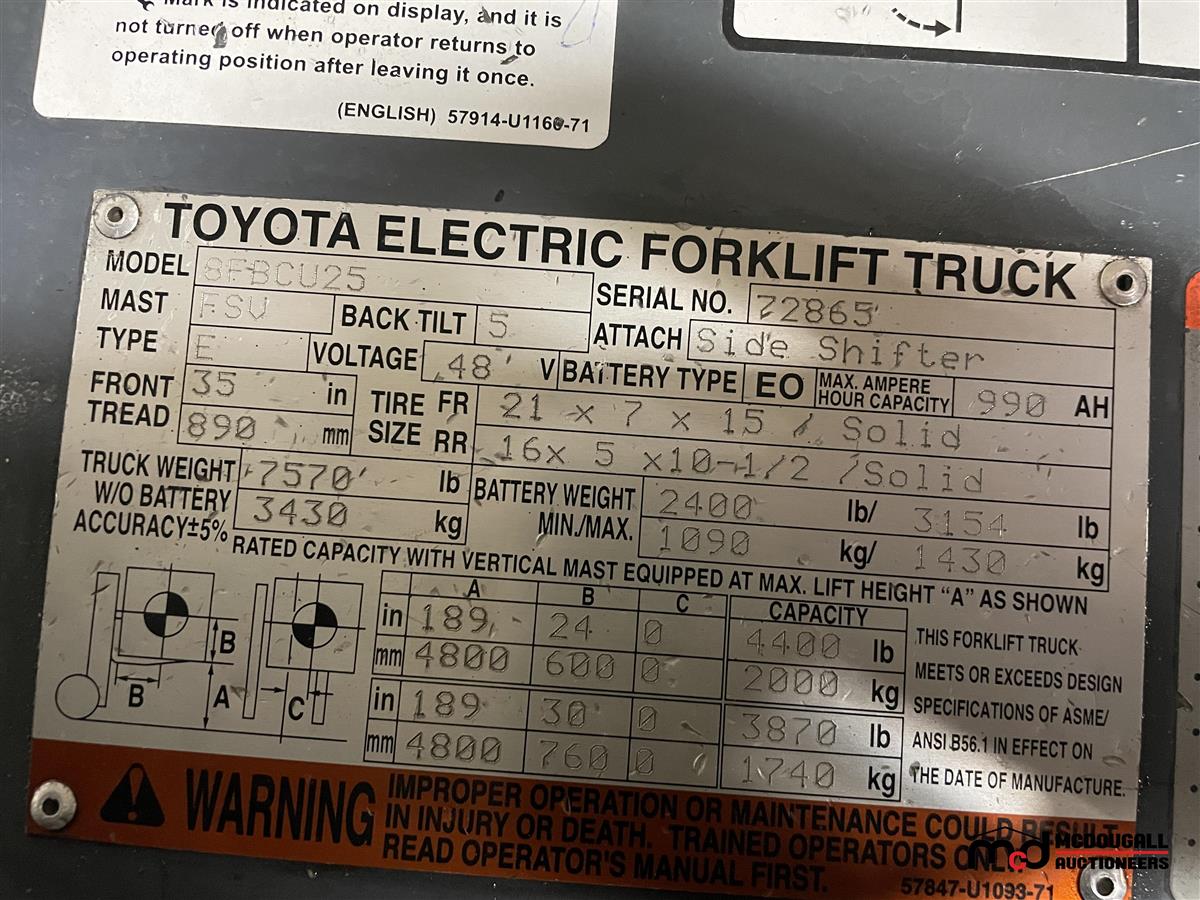 Mark is indicated on display, and it is
not turned off when operator returns to
operating position after leaving it once.
(ENGLISH) 57914-U1160-71
TOYOTA ELECTRIC FORKLIFT TRUCK
MODEL 8FBCU25 SERIAL NO. 72865
MAST FSV BACK TILT 5 ATTACH Side Shifter
TYPE E VOLTAGE 48 V BATTERY TYPE EO MAX. AMPERE HOUR CAPACITY 990 AH
FRONT TREAD 35 in TIRE SIZE FR 21 x 7 x 15 / Solid
890 mm RR 16x 5 x10-1/2 /Solid
TRUCK WEIGHT 7570 lb BATTERY WEIGHT 2400 lb/ 3154 lb
W/O BATTERY 3430 kg MIN./MAX. 1090 kg/ 1430 kg
ACCURACY±5%
RATED CAPACITY WITH VERTICAL MAST EQUIPPED AT MAX. LIFT HEIGHT "A" AS SHOWN
A B C CAPACITY
in 189 24 0 4400 lb
mm 4800 600 0 2000 kg
in 189 30 0 3870 lb
mm 4800 760 0 1740 kg
B
B A C
THIS FORKLIFT TRUCK
MEETS OR EXCEEDS DESIGN
SPECIFICATIONS OF ASME/
ANSI B56.1 IN EFFECT ON
THE DATE OF MANUFACTURE.
WARNING
IMPROPER OPERATION OR MAINTENANCE COULD RESULT
IN INJURY OR DEATH. TRAINED OPERATORS
READ OPERATOR'S MANUAL FIRST.
57847-U1093-71
mcd MCDOUGALL
AUCTIONEERS